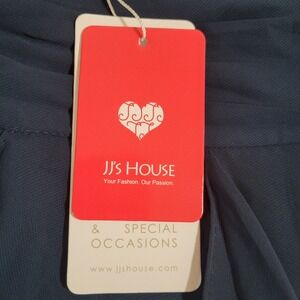 JJ's HOUSE
Your Fashion. Our Passion.
& SPECIAL
OCCASIONS
www.jjshouse.com